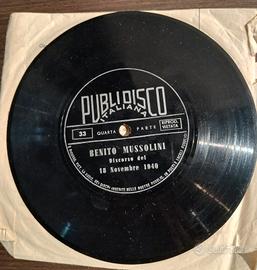 PUBLIDISCO
ITALIANA
33
QUARTA PARTE
RIPROD. VIETATA
BENITO MUSSOLINI
Discorso del
18 Novembre 1940